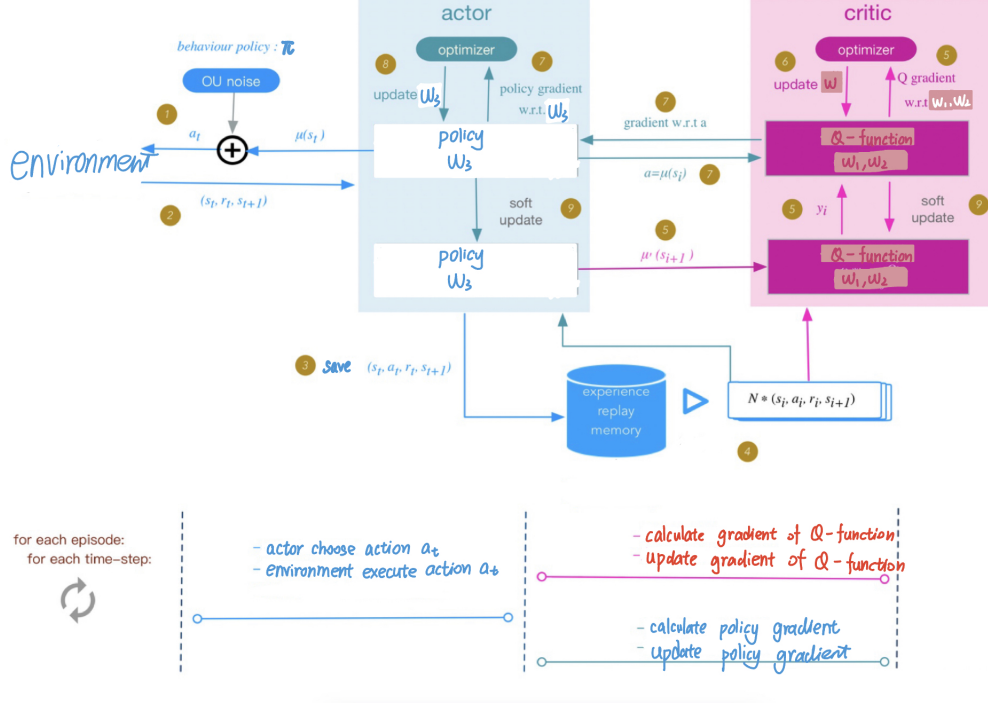 actor
critic
behaviour policy : π
OU noise
optimizer
8
7
update W3
policy gradient
w.r.t. W3
optimizer
6
5
update W
Q gradient
w.r.t W1, W2
1
a_t
μ(s_t)
+
policy
W3
7
gradient w.r.t a
a=μ(s_i)
7
Q-function
W1, W2
environment
(s_t, r_t, s_{t+1})
2
soft
update
9
5
y_i
soft
update
9
policy
W3
5
μ'(s_{i+1})
Q-function
W1, W2
3
save (s_t, a_t, r_t, s_{t+1})
experience
replay
memory
N * (s_i, a_i, r_i, s_{i+1})
4
for each episode:
for each time-step:
- actor choose action a_t
- environment execute action a_t
- calculate gradient of Q-function
- update gradient of Q-function
- calculate policy gradient
- update policy gradient